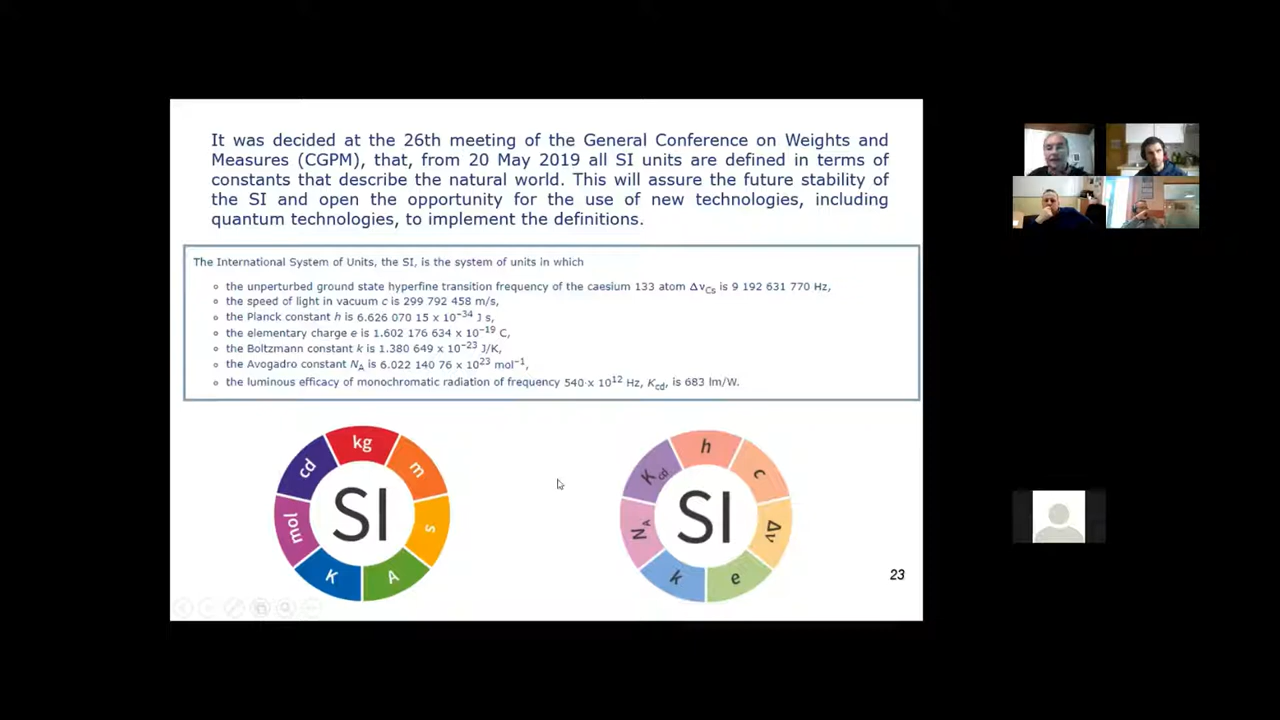 It was decided at the 26th meeting of the General Conference on Weights and
Measures (CGPM), that, from 20 May 2019 all SI units are defined in terms of
constants that describe the natural world. This will assure the future stability of
the SI and open the opportunity for the use of new technologies, including
quantum technologies, to implement the definitions.
The International System of Units, the SI, is the system of units in which
◦ the unperturbed ground state hyperfine transition frequency of the caesium 133 atom Δν_Cs is 9 192 631 770 Hz,
◦ the speed of light in vacuum c is 299 792 458 m/s,
◦ the Planck constant h is 6.626 070 15 x 10⁻³⁴ J s,
◦ the elementary charge e is 1.602 176 634 x 10⁻¹⁹ C,
◦ the Boltzmann constant k is 1.380 649 x 10⁻²³ J/K,
◦ the Avogadro constant N_A is 6.022 140 76 x 10²³ mol⁻¹,
◦ the luminous efficacy of monochromatic radiation of frequency 540·x 10¹² Hz, K_cd, is 683 lm/W.
kg
m
s
A
K
mol
cd
SI
h
c
Δν
e
k
N_A
K_cd
SI
23